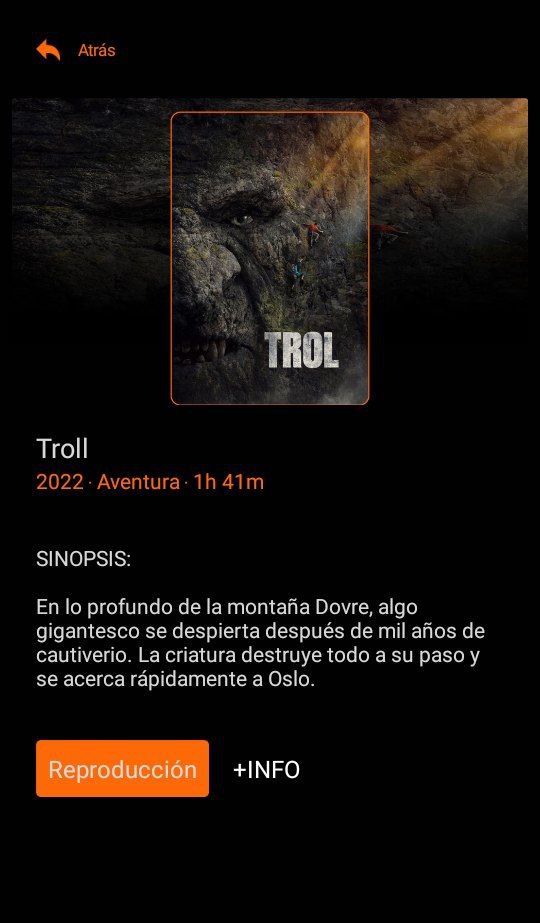 Atrás
TROL
Troll
2022 · Aventura · 1h 41m
SINOPSIS:
En lo profundo de la montaña Dovre, algo
gigantesco se despierta después de mil años de
cautiverio. La criatura destruye todo a su paso y
se acerca rápidamente a Oslo.
Reproducción +INFO